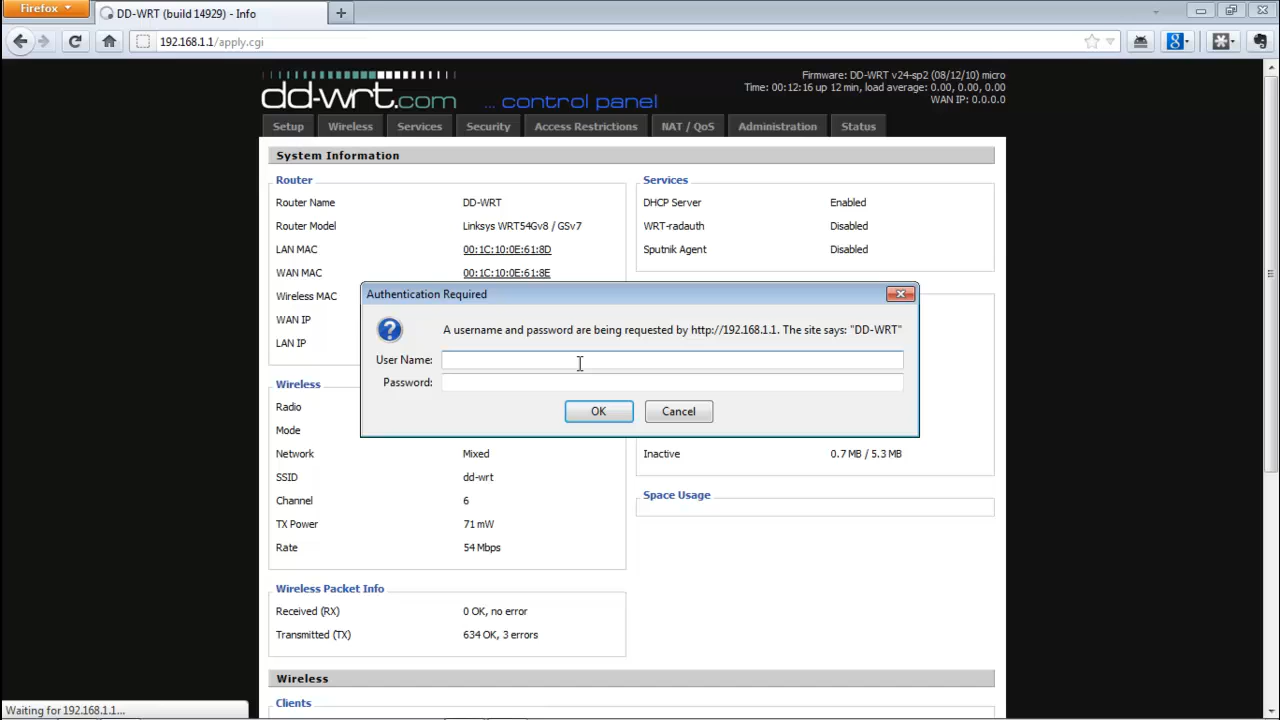 Firefox
DD-WRT (build 14929) - Info
192.168.1.1/apply.cgi
dd-wrt.com ... control panel
Firmware: DD-WRT v24-sp2 (08/12/10) micro
Time: 00:12:16 up 12 min, load average: 0.00, 0.00, 0.00
WAN IP: 0.0.0.0
Setup Wireless Services Security Access Restrictions NAT / QoS Administration Status
System Information
Router
Router Name DD-WRT
Router Model Linksys WRT54Gv8 / GSv7
LAN MAC 00:1C:10:0E:61:8D
WAN MAC 00:1C:10:0E:61:8E
Wireless MAC
WAN IP
LAN IP
Services
DHCP Server Enabled
WRT-radauth Disabled
Sputnik Agent Disabled
Authentication Required
A username and password are being requested by http://192.168.1.1. The site says: "DD-WRT"
User Name:
Password:
OK Cancel
Wireless
Radio
Mode
Network Mixed
SSID dd-wrt
Channel 6
TX Power 71 mW
Rate 54 Mbps
Inactive 0.7 MB / 5.3 MB
Space Usage
Wireless Packet Info
Received (RX) 0 OK, no error
Transmitted (TX) 634 OK, 3 errors
Wireless
Clients
Waiting for 192.168.1.1...